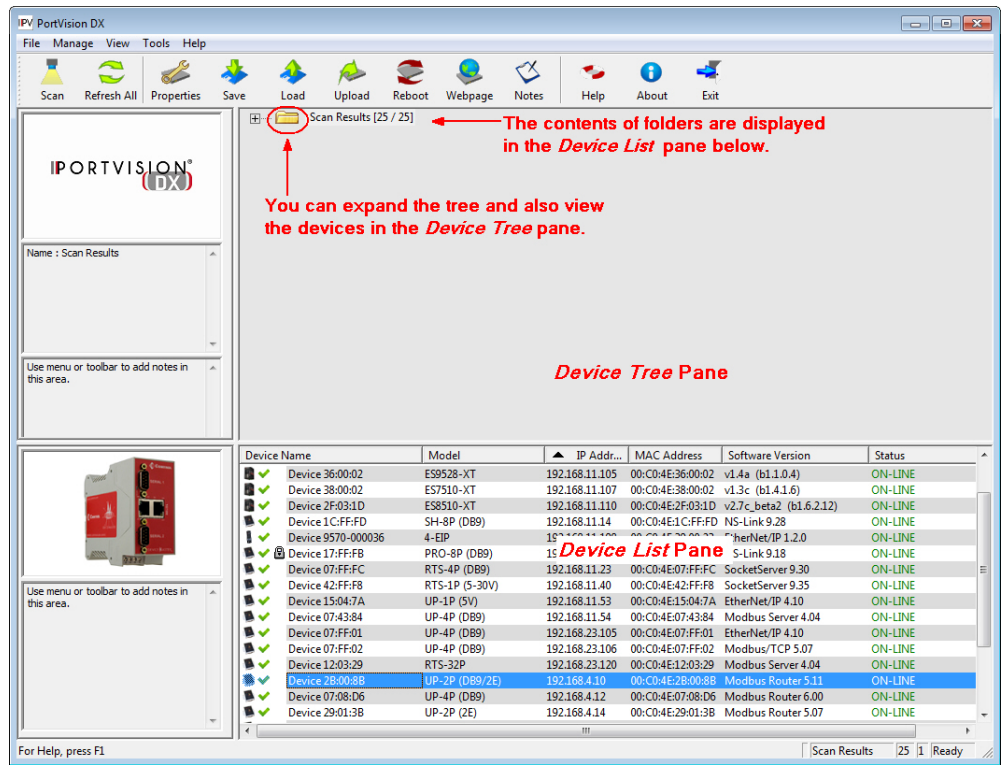 IPV PortVision DX
File Manage View Tools Help
Scan Refresh All Properties Save Load Upload Reboot Webpage Notes Help About Exit
PORTVISION®
DX
Scan Results [25 / 25]
The contents of folders are displayed
in the Device List pane below.
You can expand the tree and also view
the devices in the Device Tree pane.
Name : Scan Results
Use menu or toolbar to add notes in
this area.
Device Tree Pane
Device Name Model IP Addr... MAC Address Software Version Status
Device 36:00:02 ES9528-XT 192.168.11.105 00:C0:4E:36:00:02 v1.4a (b1.1.0.4) ON-LINE
Device 38:00:02 ES7510-XT 192.168.11.107 00:C0:4E:38:00:02 v1.3c (b1.4.1.6) ON-LINE
Device 2F:03:1D ES8510-XT 192.168.11.110 00:C0:4E:2F:03:1D v2.7c_beta2 (b1.6.2.12) ON-LINE
Device 1C:FF:FD SH-8P (DB9) 192.168.11.14 00:C0:4E:1C:FF:FD NS-Link 9.28 ON-LINE
Device 9570-000036 4-EIP EtherNet/IP 1.2.0 ON-LINE
Device 17:FF:FB PRO-8P (DB9) 19 Device List Pane S-Link 9.18 ON-LINE
Device 07:FF:FC RTS-4P (DB9) 192.168.11.23 00:C0:4E:07:FF:FC SocketServer 9.30 ON-LINE
Device 42:FF:F8 RTS-1P (5-30V) 192.168.11.40 00:C0:4E:42:FF:F8 SocketServer 9.35 ON-LINE
Device 15:04:7A UP-1P (5V) 192.168.11.53 00:C0:4E:15:04:7A EtherNet/IP 4.10 ON-LINE
Device 07:43:84 UP-4P (DB9) 192.168.11.54 00:C0:4E:07:43:84 Modbus Server 4.04 ON-LINE
Device 07:FF:01 UP-4P (DB9) 192.168.23.105 00:C0:4E:07:FF:01 EtherNet/IP 4.10 ON-LINE
Device 07:FF:02 UP-4P (DB9) 192.168.23.106 00:C0:4E:07:FF:02 Modbus/TCP 5.07 ON-LINE
Device 12:03:29 RTS-32P 192.168.23.120 00:C0:4E:12:03:29 Modbus Server 4.04 ON-LINE
Device 2B:00:8B UP-2P (DB9/2E) 192.168.4.10 00:C0:4E:2B:00:8B Modbus Router 5.11 ON-LINE
Device 07:08:D6 UP-4P (DB9) 192.168.4.12 00:C0:4E:07:08:D6 Modbus Router 6.00 ON-LINE
Device 29:01:3B UP-2P (2E) 192.168.4.14 00:C0:4E:29:01:3B Modbus Router 5.07 ON-LINE
Use menu or toolbar to add notes in
this area.
For Help, press F1 Scan Results 25 1 Ready